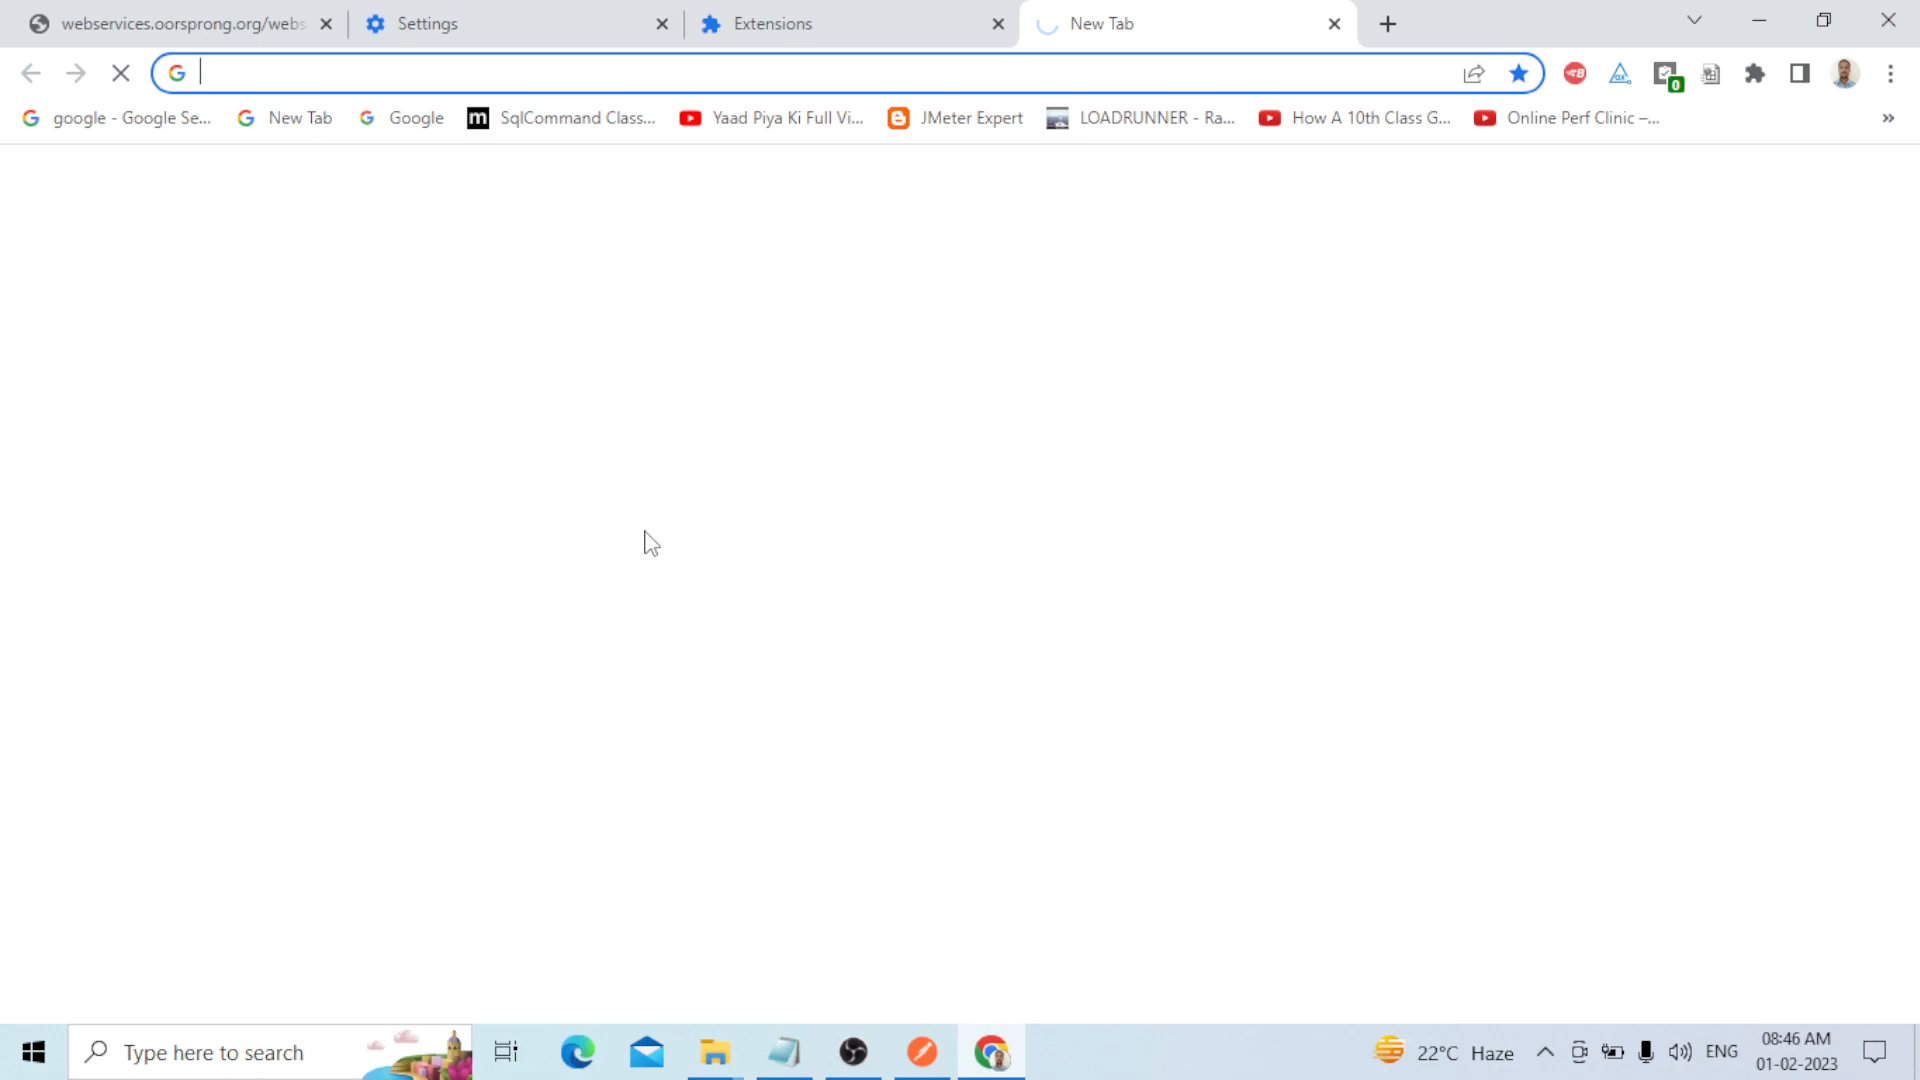 webservices.oorsprong.org/webs
Settings
Extensions
New Tab
google - Google Se...
New Tab
Google
SqlCommand Class...
Yaad Piya Ki Full Vi...
JMeter Expert
LOADRUNNER - Ra...
How A 10th Class G...
Online Perf Clinic –...
»
0
Type here to search
22°C Haze
ENG
08:46 AM
01-02-2023